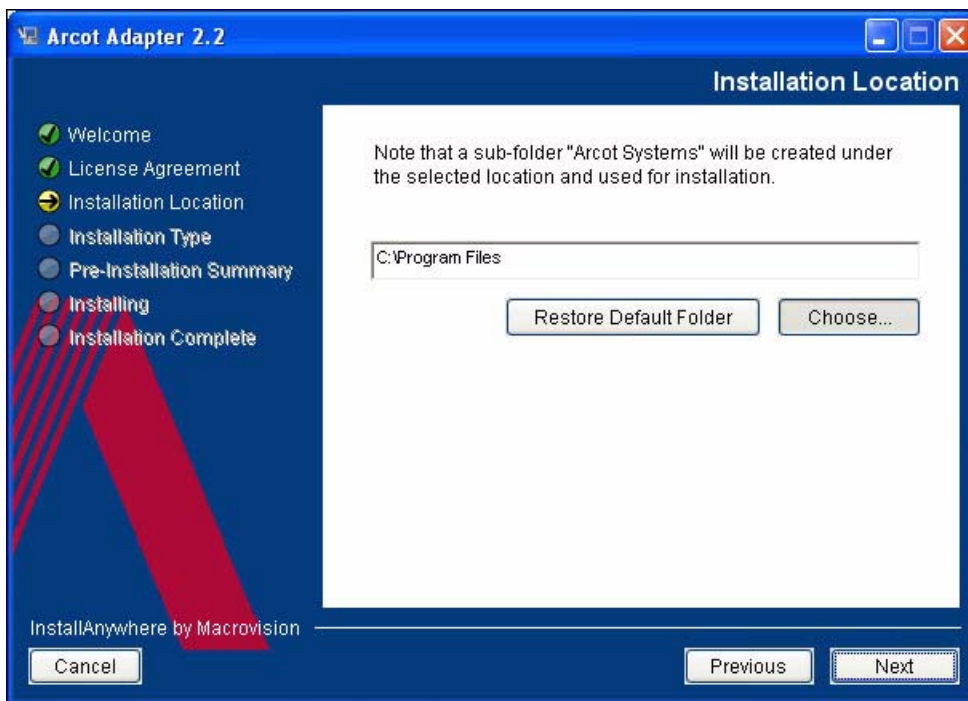 Arcot Adapter 2.2
Installation Location
Welcome
License Agreement
Installation Location
Installation Type
Pre-Installation Summary
Installing
Installation Complete
Note that a sub-folder "Arcot Systems" will be created under
the selected location and used for installation.
C:\Program Files
Restore Default Folder
Choose...
InstallAnywhere by Macrovision
Cancel
Previous
Next